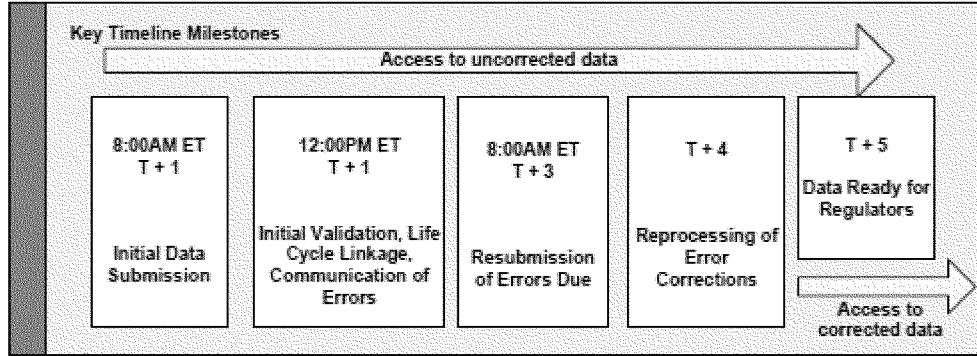 Key Timeline Milestones
Access to uncorrected data
8:00AM ET
T + 1
Initial Data
Submission
12:00PM ET
T + 1
Initial Validation, Life
Cycle Linkage,
Communication of
Errors
8:00AM ET
T + 3
Resubmission
of Errors Due
T + 4
Reprocessing of
Error
Corrections
T + 5
Data Ready for
Regulators
Access to
corrected data